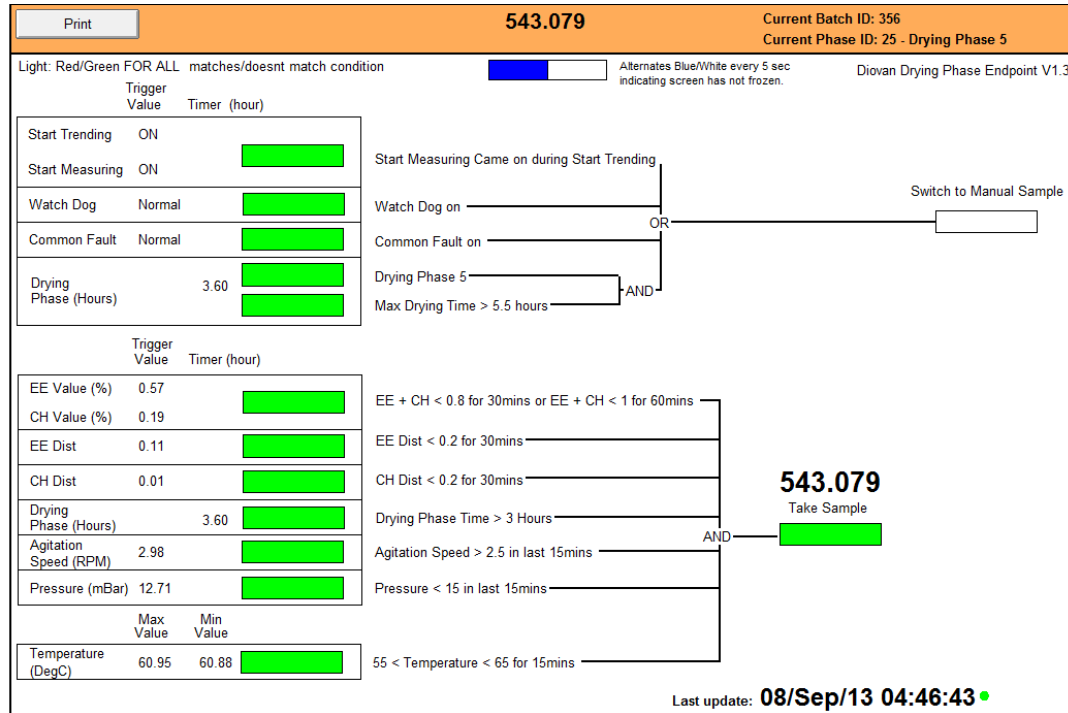 Print
543.079
Current Batch ID: 356
Current Phase ID: 25 - Drying Phase 5
Light: Red/Green FOR ALL matches/doesnt match condition
Alternates Blue/White every 5 sec
indicating screen has not frozen.
Diovan Drying Phase Endpoint V1.3
Trigger
Value Timer (hour)
Start Trending ON
Start Measuring ON
Start Measuring Came on during Start Trending
Watch Dog Normal
Watch Dog on
Common Fault Normal
Common Fault on
Drying
Phase (Hours) 3.60
Drying Phase 5
Max Drying Time > 5.5 hours
AND
OR
Switch to Manual Sample
Trigger
Value Timer (hour)
EE Value (%) 0.57
CH Value (%) 0.19
EE + CH < 0.8 for 30mins or EE + CH < 1 for 60mins
EE Dist 0.11
EE Dist < 0.2 for 30mins
CH Dist 0.01
CH Dist < 0.2 for 30mins
Drying
Phase (Hours) 3.60
Drying Phase Time > 3 Hours
Agitation
Speed (RPM) 2.98
Agitation Speed > 2.5 in last 15mins
Pressure (mBar) 12.71
Pressure < 15 in last 15mins
Max
Value
Min
Value
Temperature
(DegC) 60.95 60.88
55 < Temperature < 65 for 15mins
AND
543.079
Take Sample
Last update: 08/Sep/13 04:46:43